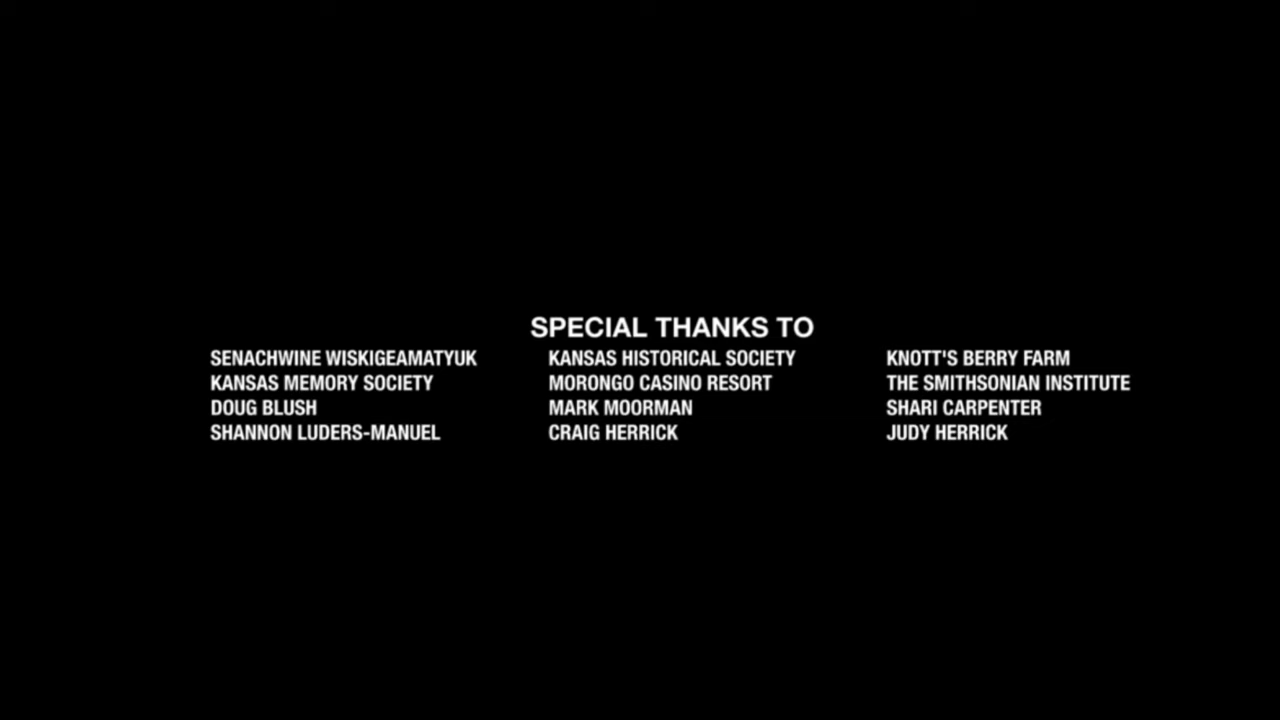 SPECIAL THANKS TO
SENACHWINE WISKIGEAMATYUK KANSAS HISTORICAL SOCIETY KNOTT'S BERRY FARM
KANSAS MEMORY SOCIETY MORONGO CASINO RESORT THE SMITHSONIAN INSTITUTE
DOUG BLUSH MARK MOORMAN SHARI CARPENTER
SHANNON LUDERS-MANUEL CRAIG HERRICK JUDY HERRICK